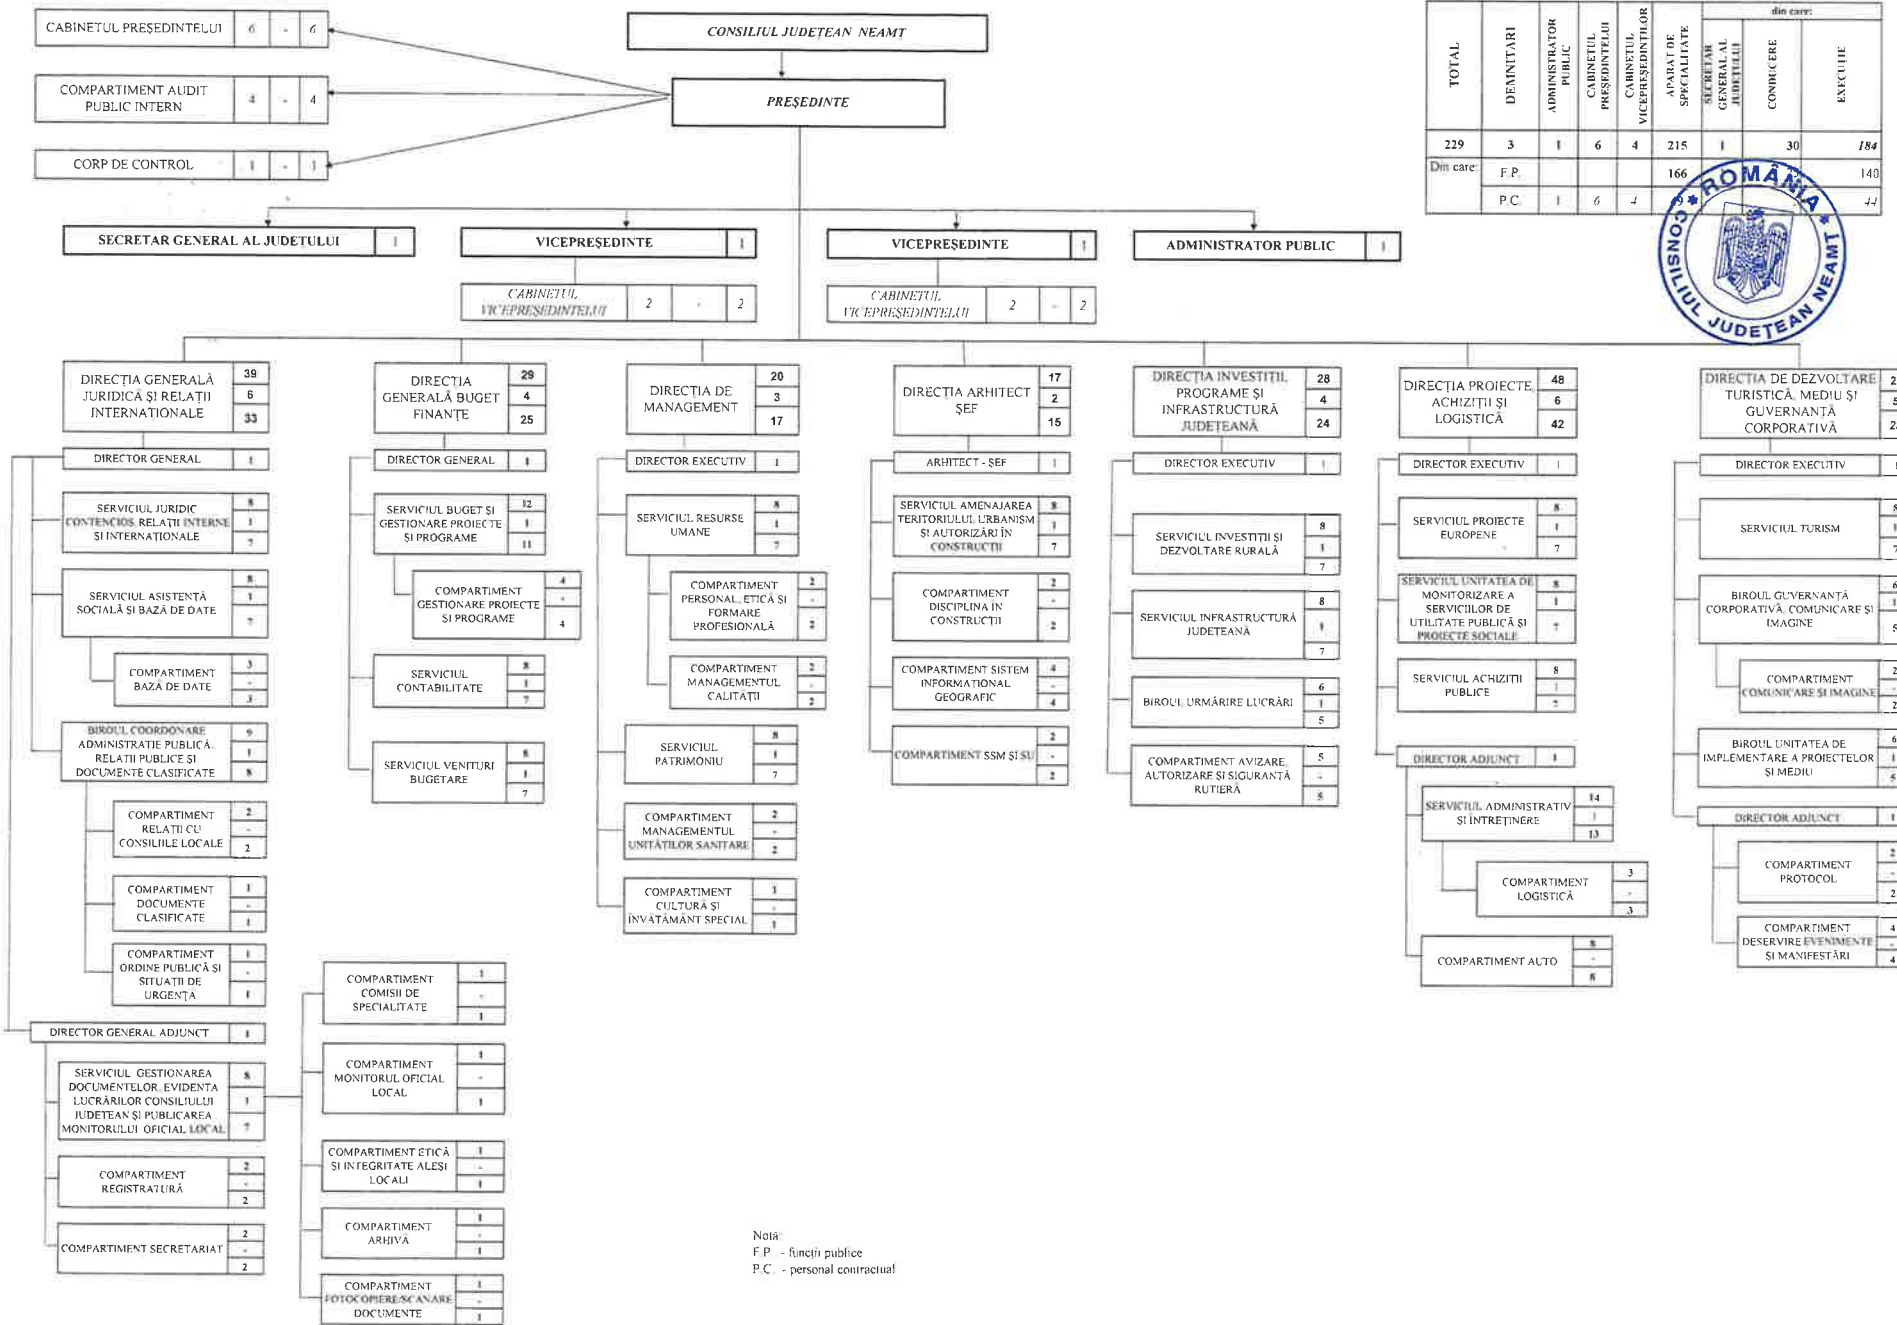 CONSILIUL JUDEȚEAN NEAMȚ
PREȘEDINTE
CABINETUL PREȘEDINTELUI 6 - 6
COMPARTIMENT AUDIT
PUBLIC INTERN
4 - 4
CORP DE CONTROL 1 - 1
TOTAL
DEMNITARI
ADMINISTRATOR
PUBLIC
CABINETUL
PREȘEDINTELUI
CABINETUL
VICEPREȘEDINȚILOR
APARAT DE
SPECIALITATE
din care:
SECRETAR
GENERAL AL
JUDEȚULUI
CONDUCERE
EXECUȚIE
229 3 1 6 4 215 1 30 184
Din care: F.P. 166 140
P.C. 1 6 4 44
ROMÂNIA
CONSILIUL JUDEȚEAN NEAMȚ
SECRETAR GENERAL AL JUDEȚULUI 1
VICEPREȘEDINTE 1
VICEPREȘEDINTE 1
ADMINISTRATOR PUBLIC 1
CABINETUL
VICEPREȘEDINTELUI
2 - 2
CABINETUL
VICEPREȘEDINTELUI
2 - 2
DIRECȚIA GENERALĂ
JURIDICĂ ȘI RELAȚII
INTERNAȚIONALE
39
6
33
DIRECTOR GENERAL 1
SERVICIUL JURIDIC
CONTENCIOS, RELAȚII INTERNE
ȘI INTERNAȚIONALE
8
1
7
SERVICIUL ASISTENȚĂ
SOCIALĂ ȘI BAZĂ DE DATE
8
1
7
COMPARTIMENT
BAZĂ DE DATE
3
-
3
BIROUL COORDONARE
ADMINISTRAȚIE PUBLICĂ,
RELAȚII PUBLICE ȘI
DOCUMENTE CLASIFICATE
9
1
8
COMPARTIMENT
RELAȚII CU
CONSILIILE LOCALE
2
-
2
COMPARTIMENT
DOCUMENTE
CLASIFICATE
1
-
1
COMPARTIMENT
ORDINE PUBLICĂ ȘI
SITUAȚII DE
URGENȚĂ
1
-
1
DIRECTOR GENERAL ADJUNCT 1
SERVICIUL GESTIONAREA
DOCUMENTELOR, EVIDENȚA
LUCRĂRILOR CONSILIULUI
JUDEȚEAN ȘI PUBLICAREA
MONITORULUI OFICIAL LOCAL
8
1
7
COMPARTIMENT
REGISTRATURĂ
2
-
2
COMPARTIMENT SECRETARIAT
2
-
2
COMPARTIMENT
COMISII DE
SPECIALITATE
1
-
1
COMPARTIMENT
MONITORUL OFICIAL
LOCAL
1
-
1
COMPARTIMENT ETICĂ
ȘI INTEGRITATE ALEȘI
LOCALI
1
-
1
COMPARTIMENT
ARHIVĂ
1
-
1
COMPARTIMENT
FOTOCOPIERE/SCANARE
DOCUMENTE
1
-
1
DIRECȚIA
GENERALĂ BUGET
FINANȚE
29
4
25
DIRECTOR GENERAL 1
SERVICIUL BUGET ȘI
GESTIONARE PROIECTE
ȘI PROGRAME
12
1
11
COMPARTIMENT
GESTIONARE PROIECTE
ȘI PROGRAME
4
-
4
SERVICIUL
CONTABILITATE
8
1
7
SERVICIUL VENITURI
BUGETARE
8
1
7
DIRECȚIA DE
MANAGEMENT
20
3
17
DIRECTOR EXECUTIV 1
SERVICIUL RESURSE
UMANE
8
1
7
COMPARTIMENT
PERSONAL, ETICĂ ȘI
FORMARE
PROFESIONALĂ
2
-
2
COMPARTIMENT
MANAGEMENTUL
CALITĂȚII
2
-
2
SERVICIUL
PATRIMONIU
8
1
7
COMPARTIMENT
MANAGEMENTUL
UNITĂȚILOR SANITARE
2
-
2
COMPARTIMENT
CULTURĂ ȘI
ÎNVĂȚĂMÂNT SPECIAL
1
-
1
DIRECȚIA ARHITECT
ȘEF
17
2
15
ARHITECT - ȘEF 1
SERVICIUL AMENAJAREA
TERITORIULUI, URBANISM
ȘI AUTORIZĂRI ÎN
CONSTRUCȚII
8
1
7
COMPARTIMENT
DISCIPLINA ÎN
CONSTRUCȚII
2
-
2
COMPARTIMENT SISTEM
INFORMAȚIONAL
GEOGRAFIC
4
-
4
COMPARTIMENT SSM ȘI SU
2
-
2
DIRECȚIA INVESTIȚII,
PROGRAME ȘI
INFRASTRUCTURĂ
JUDEȚEANĂ
28
4
24
DIRECTOR EXECUTIV 1
SERVICIUL INVESTIȚII ȘI
DEZVOLTARE RURALĂ
8
1
7
SERVICIUL INFRASTRUCTURĂ
JUDEȚEANĂ
8
1
7
BIROUL URMĂRIRE LUCRĂRI
6
1
5
COMPARTIMENT AVIZARE,
AUTORIZARE ȘI SIGURANȚĂ
RUTIERĂ
5
-
5
DIRECȚIA PROIECTE,
ACHIZIȚII ȘI
LOGISTICĂ
48
6
42
DIRECTOR EXECUTIV 1
SERVICIUL PROIECTE
EUROPENE
8
1
7
SERVICIUL UNITATEA DE
MONITORIZARE A
SERVICIILOR DE
UTILITATE PUBLICĂ ȘI
PROIECTE SOCIALE
8
1
7
SERVICIUL ACHIZIȚII
PUBLICE
8
1
7
DIRECTOR ADJUNCT 1
SERVICIUL ADMINISTRATIV
ȘI ÎNTREȚINERE
14
1
13
COMPARTIMENT
LOGISTICĂ
3
-
3
COMPARTIMENT AUTO
8
-
8
DIRECȚIA DE DEZVOLTARE
TURISTICĂ, MEDIU ȘI
GUVERNANȚĂ
CORPORATIVĂ
DIRECTOR EXECUTIV
SERVICIUL TURISM
8
1
7
BIROUL GUVERNANȚĂ
CORPORATIVĂ, COMUNICARE ȘI
IMAGINE
6
1
5
COMPARTIMENT
COMUNICARE ȘI IMAGINE
2
-
2
BIROUL UNITATEA DE
IMPLEMENTARE A PROIECTELOR
ȘI MEDIU
6
1
5
DIRECTOR ADJUNCT 1
COMPARTIMENT
PROTOCOL
2
-
2
COMPARTIMENT
DESERVIRE EVENIMENTE
ȘI MANIFESTĂRI
4
-
4
Notă:
F.P. - funcții publice
P.C. - personal contractual